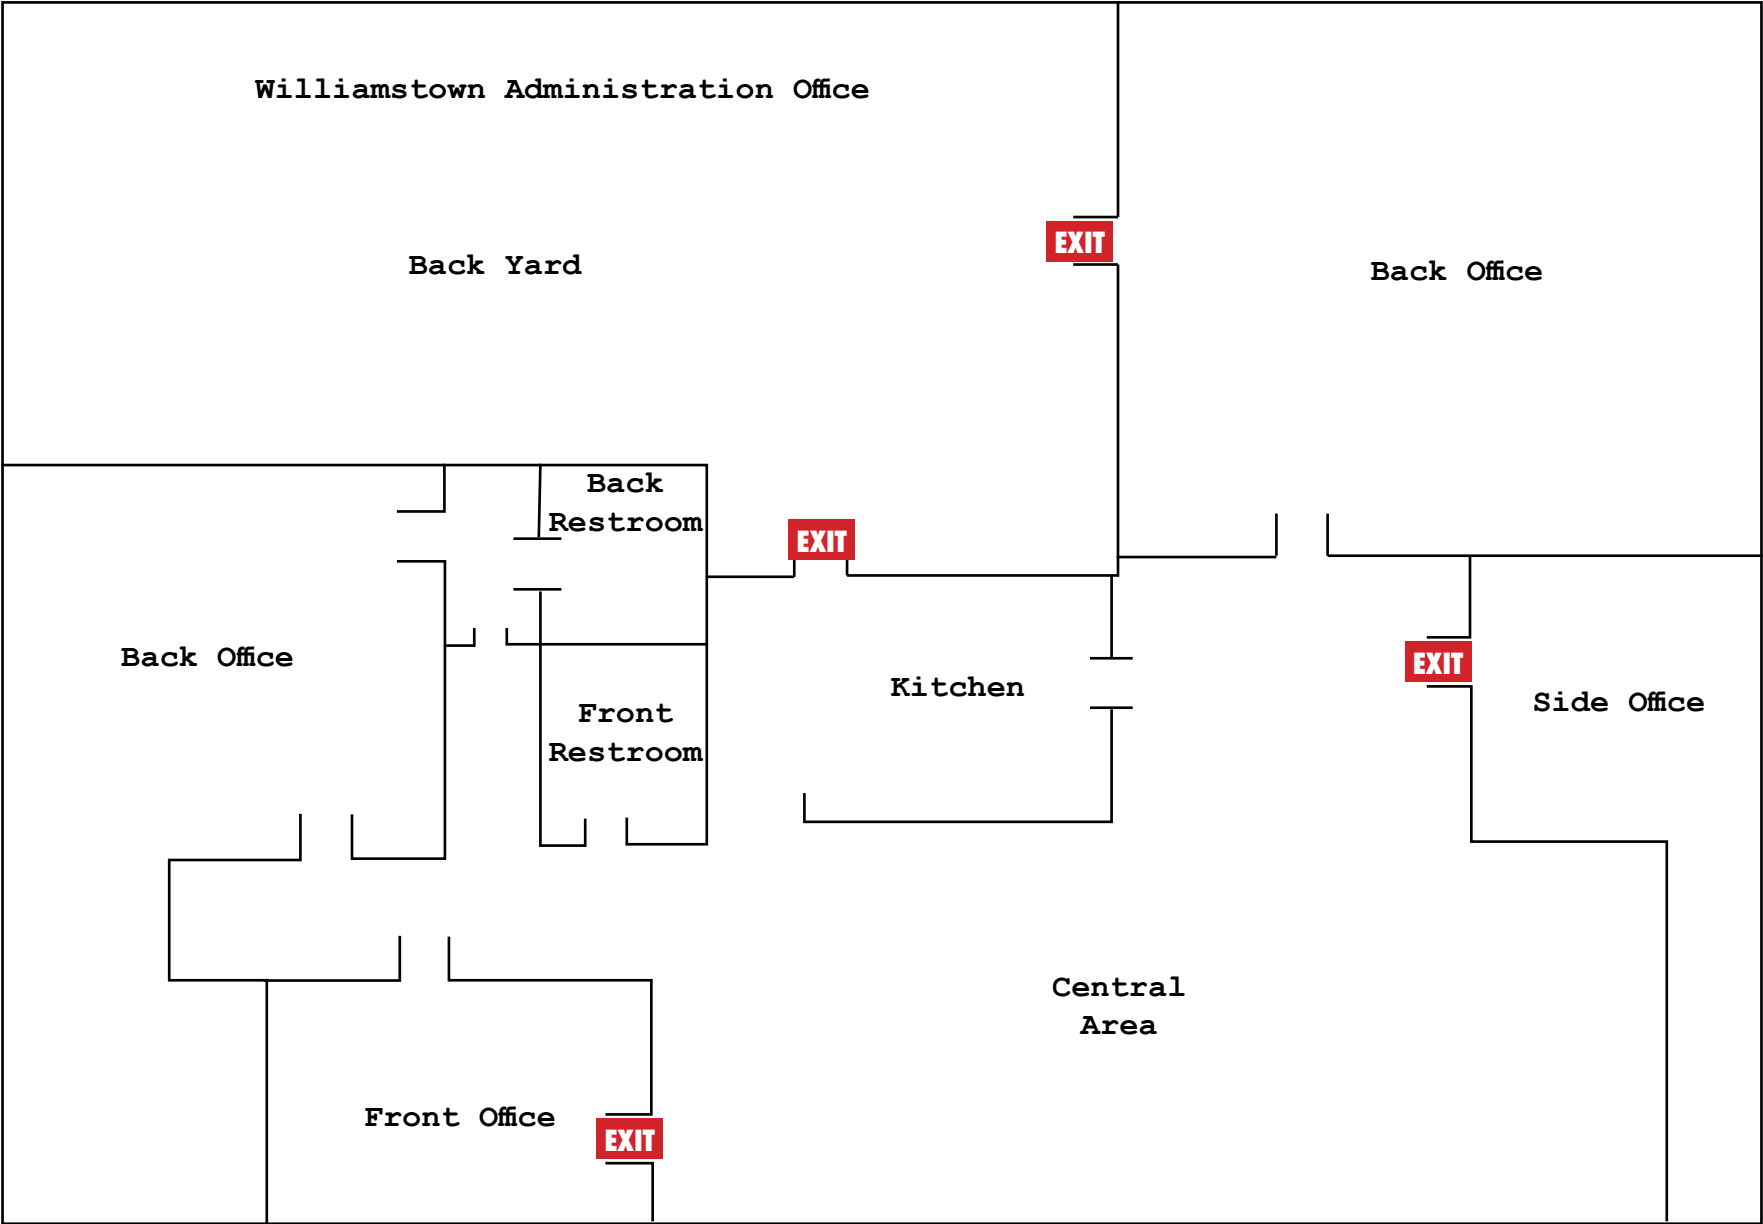 Williamstown Administration Office
EXIT
Back Yard
Back Office
Back
Restroom
EXIT
Back Office
Kitchen
EXIT
Side Office
Front
Restroom
Central
Area
Front Office
EXIT